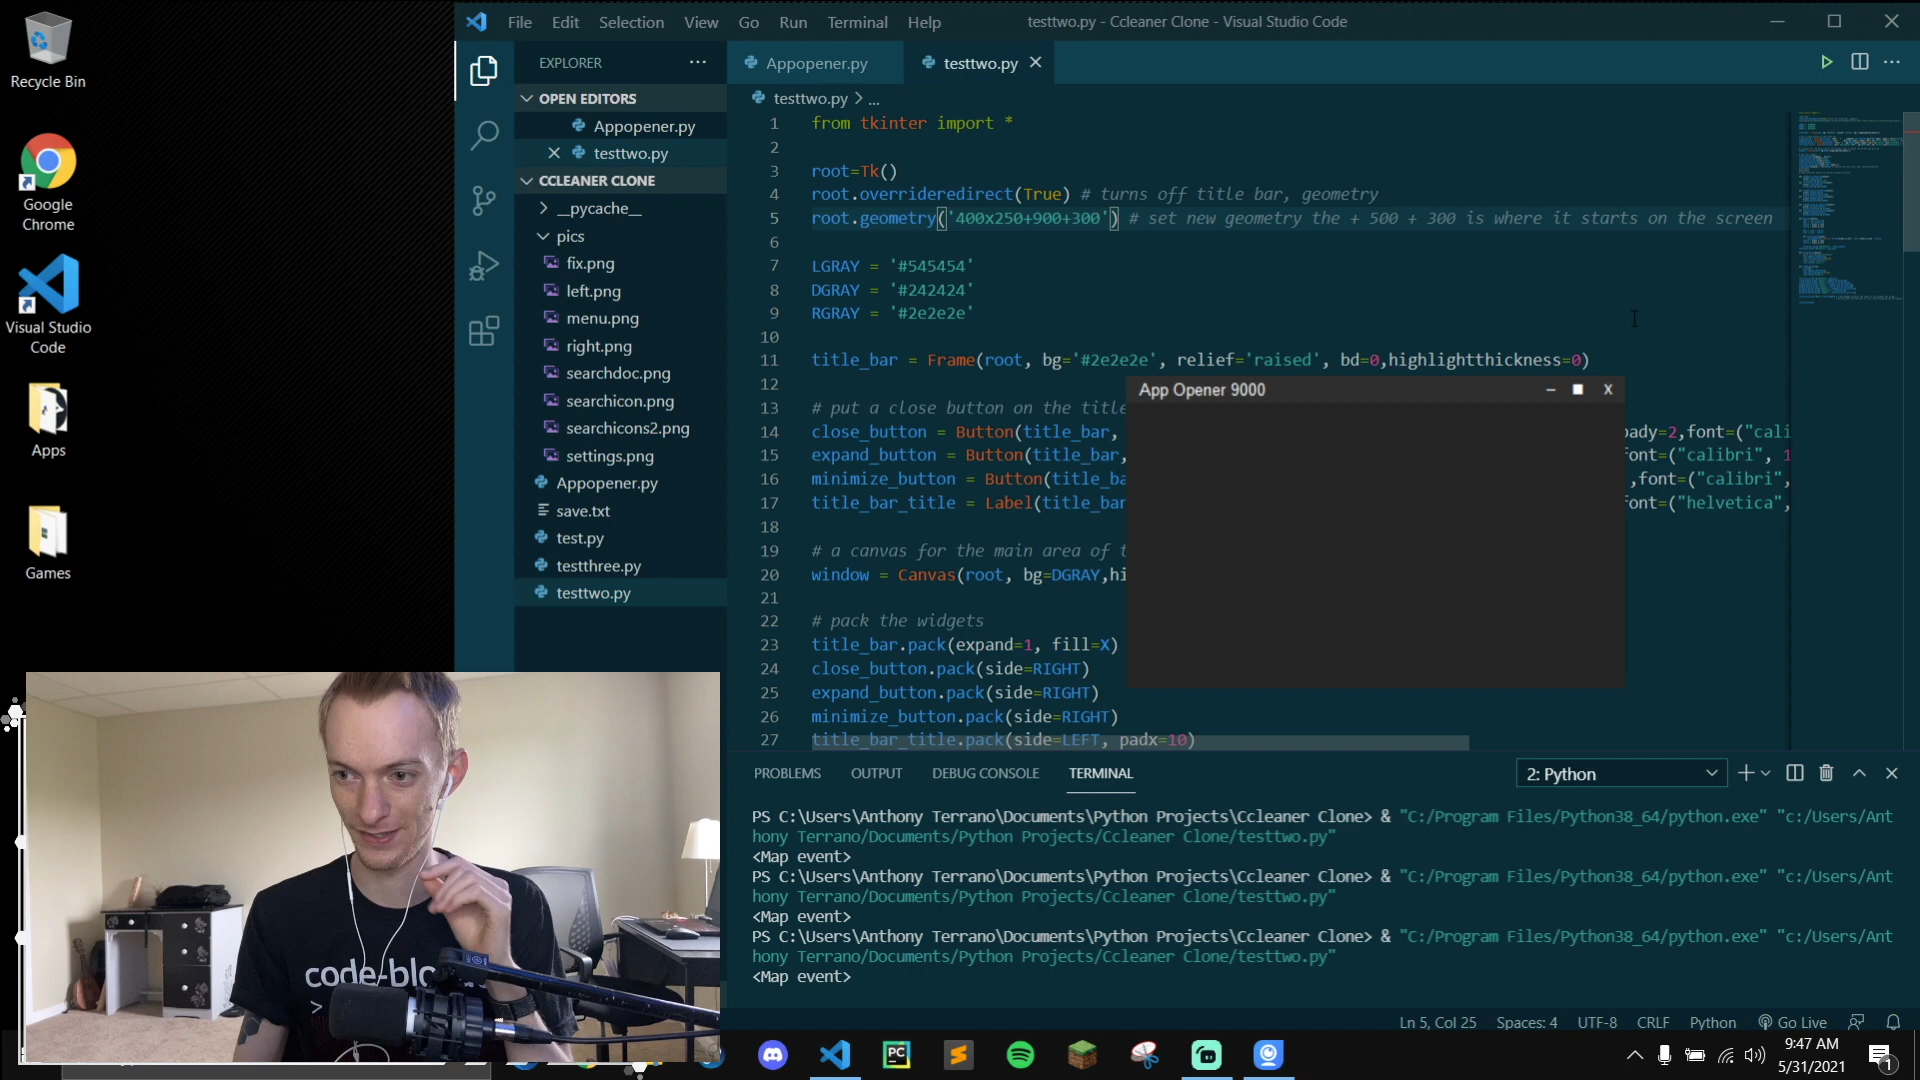 Recycle Bin
Google
Chrome
Visual Studio
Code
Apps
Games
File Edit Selection View Go Run Terminal Help
testtwo.py - Ccleaner Clone - Visual Studio Code
EXPLORER
OPEN EDITORS
Appopener.py
testtwo.py
CCLEANER CLONE
__pycache__
pics
fix.png
left.png
menu.png
right.png
searchdoc.png
searchicon.png
searchicons2.png
settings.png
Appopener.py
save.txt
test.py
testthree.py
testtwo.py
Appopener.py testtwo.py
testtwo.py > ...
1 from tkinter import *
2
3 root=Tk()
4 root.overrideredirect(True) # turns off title bar, geometry
5 root.geometry('400x250+900+300') # set new geometry the + 500 + 300 is where it starts on the screen
6
7 LGRAY = '#545454'
8 DGRAY = '#242424'
9 RGRAY = '#2e2e2e'
10
11 title_bar = Frame(root, bg='#2e2e2e', relief='raised', bd=0,highlightthickness=0)
12
13 # put a close button on the title
14 close_button = Button(title_bar, pady=2,font=("cali
15 expand_button = Button(title_bar, font=("calibri", 1
16 minimize_button = Button(title_ba ,font=("calibri",
17 title_bar_title = Label(title_bar font=("helvetica",
18
19 # a canvas for the main area of t
20 window = Canvas(root, bg=DGRAY,hi
21
22 # pack the widgets
23 title_bar.pack(expand=1, fill=X)
24 close_button.pack(side=RIGHT)
25 expand_button.pack(side=RIGHT)
26 minimize_button.pack(side=RIGHT)
27 title_bar_title.pack(side=LEFT, padx=10)
App Opener 9000
X
PROBLEMS OUTPUT DEBUG CONSOLE TERMINAL
2: Python
PS C:\Users\Anthony Terrano\Documents\Python Projects\Ccleaner Clone> & "C:/Program Files/Python38_64/python.exe" "c:/Users/Ant
hony Terrano/Documents/Python Projects/Ccleaner Clone/testtwo.py"
<Map event>
PS C:\Users\Anthony Terrano\Documents\Python Projects\Ccleaner Clone> & "C:/Program Files/Python38_64/python.exe" "c:/Users/Ant
hony Terrano/Documents/Python Projects/Ccleaner Clone/testtwo.py"
<Map event>
PS C:\Users\Anthony Terrano\Documents\Python Projects\Ccleaner Clone> & "C:/Program Files/Python38_64/python.exe" "c:/Users/Ant
hony Terrano/Documents/Python Projects/Ccleaner Clone/testtwo.py"
<Map event>
code-blo
>
Ln 5, Col 25 Spaces: 4 UTF-8 CRLF Python Go Live
PC
9:47 AM
5/31/2021
1